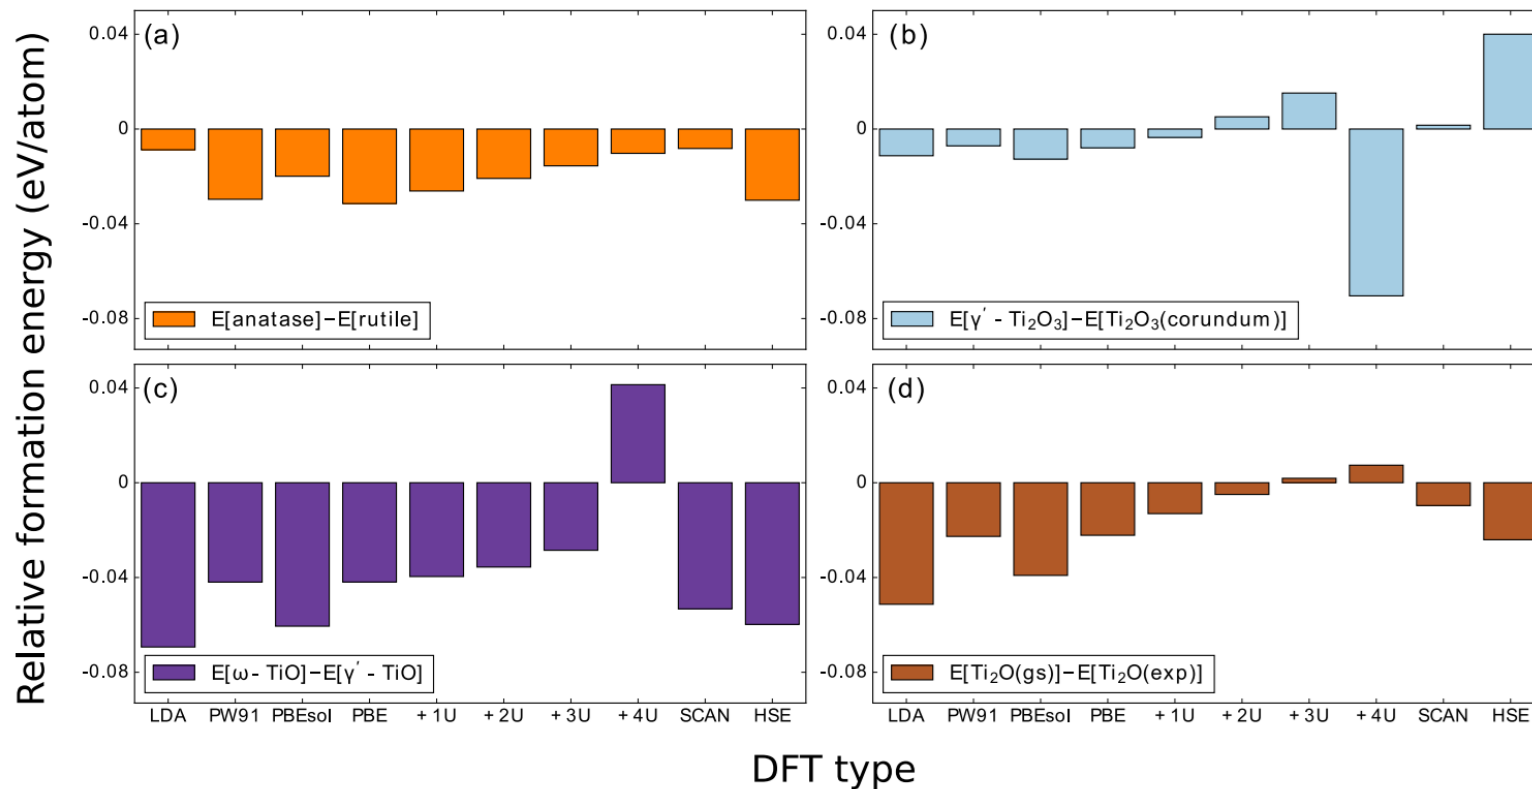 Relative formation energy (eV/atom)
(a)
0.04
0
-0.04
-0.08
E[anatase]−E[rutile]
(b)
0.04
0
-0.04
-0.08
E[γ′ - Ti₂O₃]−E[Ti₂O₃(corundum)]
(c)
0.04
0
-0.04
-0.08
E[ω- TiO]−E[γ′ - TiO]
LDA PW91 PBEsol PBE + 1U + 2U + 3U + 4U SCAN HSE
(d)
0.04
0
-0.04
-0.08
E[Ti₂O(gs)]−E[Ti₂O(exp)]
LDA PW91 PBEsol PBE + 1U + 2U + 3U + 4U SCAN HSE
DFT type